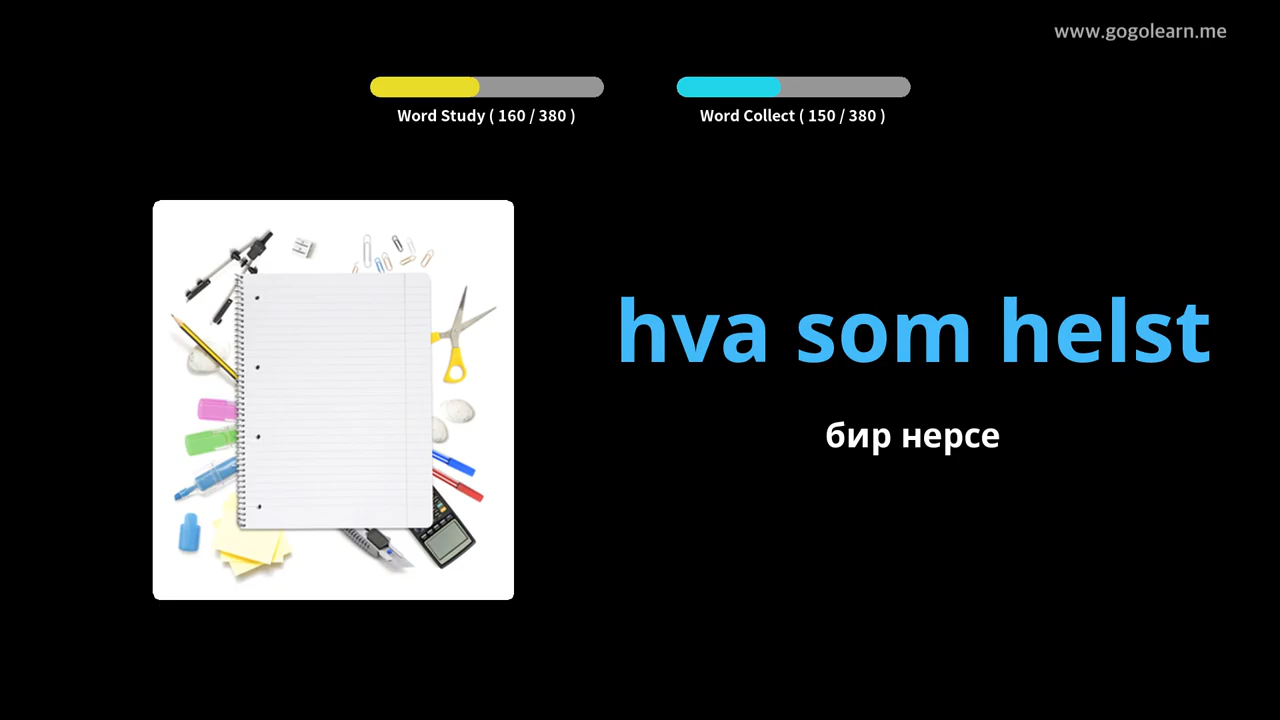 www.gogolearn.me
Word Study ( 160 / 380 )
Word Collect ( 150 / 380 )
hva som helst
бир нерсе